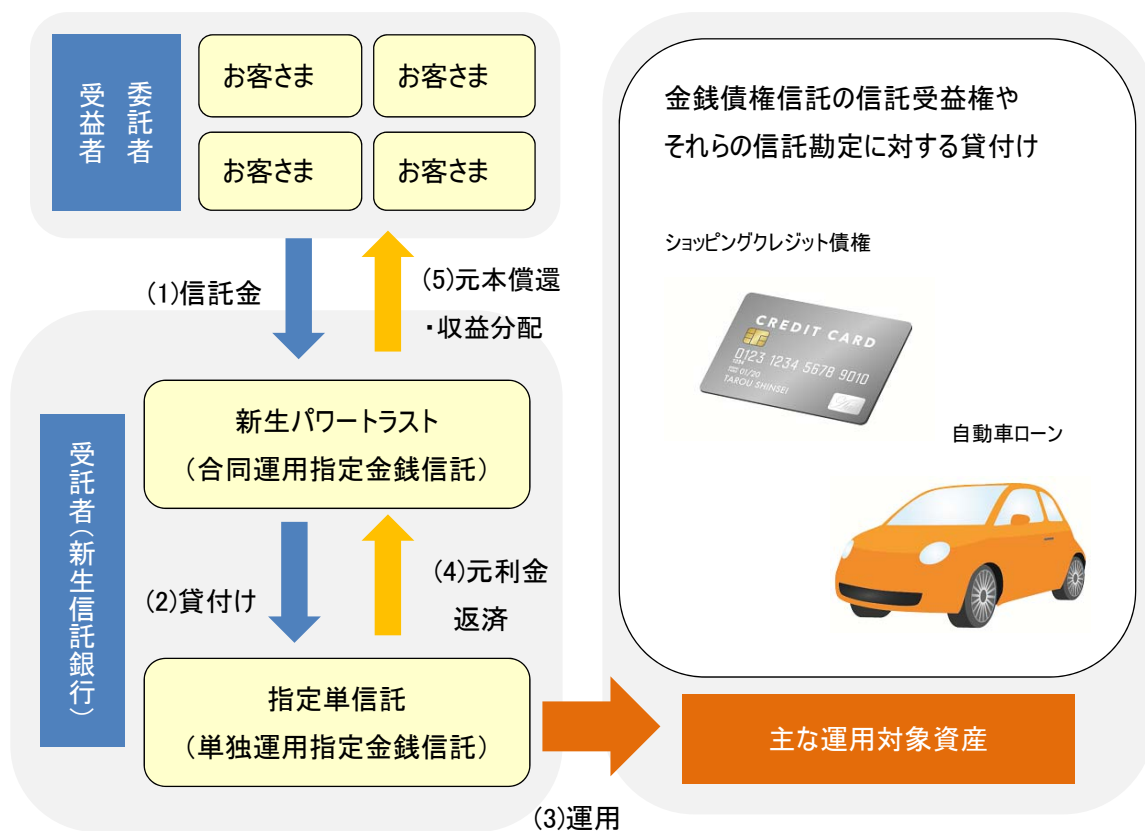 委託者
受益者
お客さま
お客さま
お客さま
お客さま
(1)信託金
(5)元本償還
・収益分配
受託者(新生信託銀行)
新生パワートラスト
(合同運用指定金銭信託)
(2)貸付け
(4)元利金
返済
指定単信託
(単独運用指定金銭信託)
(3)運用
金銭債権信託の信託受益権や
それらの信託勘定に対する貸付け
ショッピングクレジット債権
CREDIT CARD
0123 1234 5678 9010
1234
01/20
TAROU SHINSEI
自動車ローン
主な運用対象資産